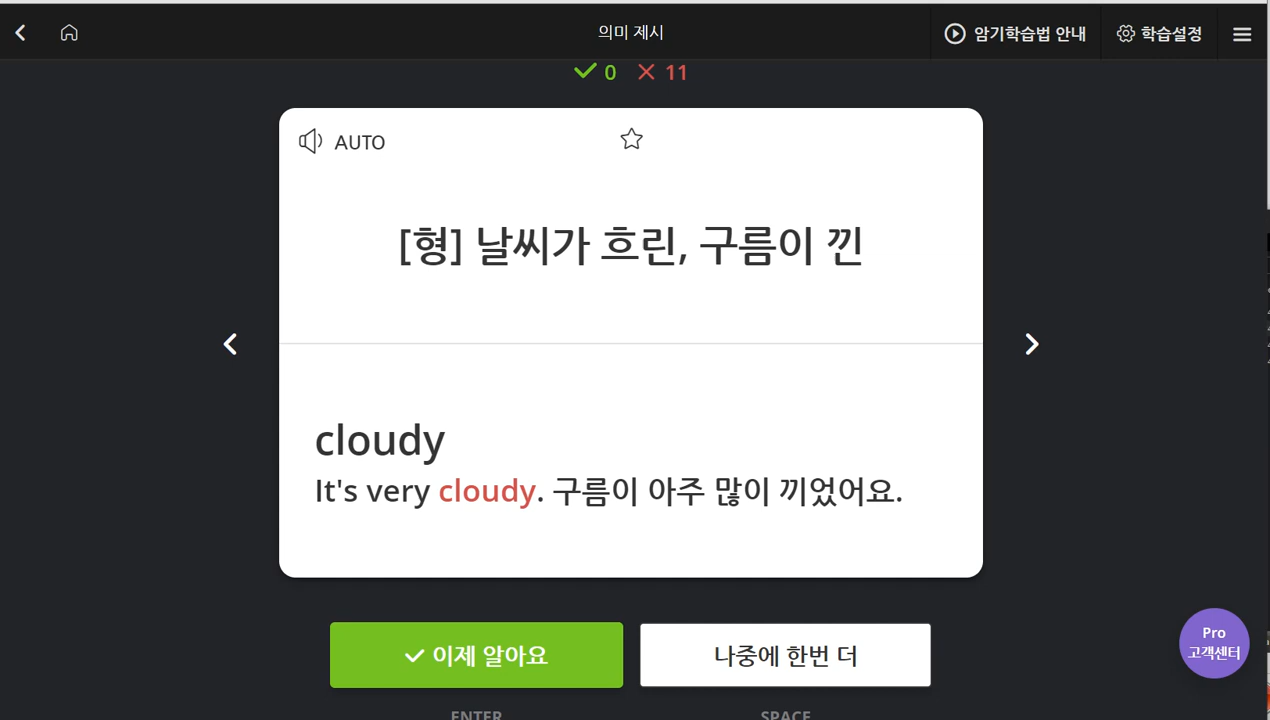 의미 제시
암기학습법 안내
학습설정
0 11
AUTO
[형] 날씨가 흐린, 구름이 낀
cloudy
It's very cloudy. 구름이 아주 많이 끼었어요.
이제 알아요
나중에 한번 더
Pro
고객센터
ENTER
SPACE